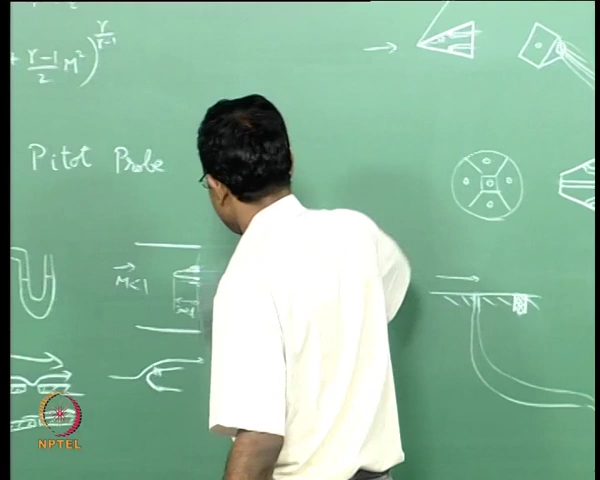 + γ-1/2 M²) γ/γ-1
Pitot Probe
M<1
NPTEL